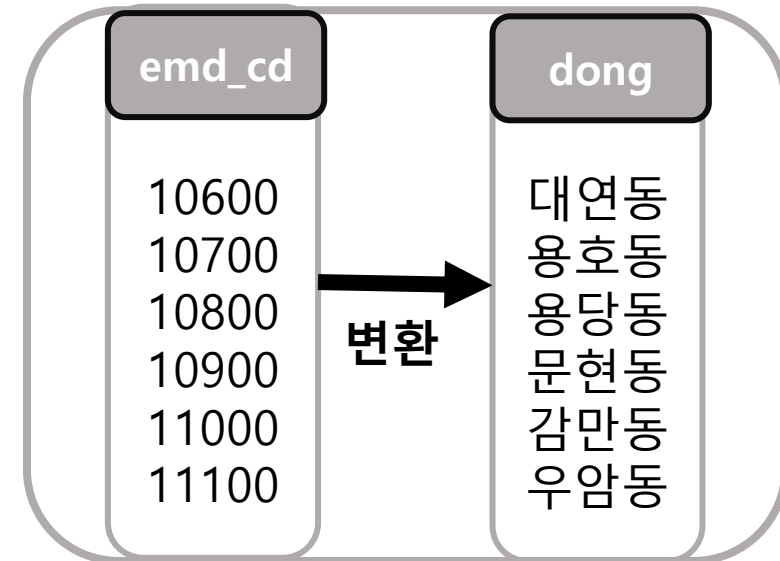 emd_cd
10600
10700
10800
10900
11000
11100
변환
dong
대연동
용호동
용당동
문현동
감만동
우암동